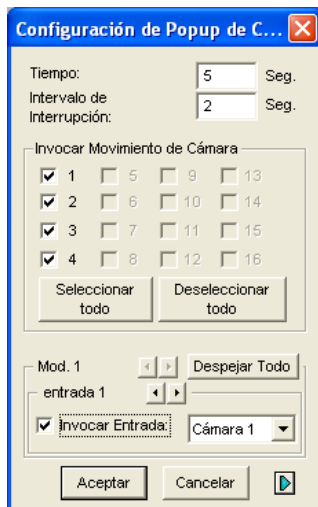 Configuración de Popup de C...
Tiempo: 5 Seg.
Intervalo de Interrupción: 2 Seg.
Invocar Movimiento de Cámara
1 5 9 13
2 6 10 14
3 7 11 15
4 8 12 16
Seleccionar todo Deseleccionar todo
Mod. 1 Despejar Todo
entrada 1
Invocar Entrada: Cámara 1
Aceptar Cancelar